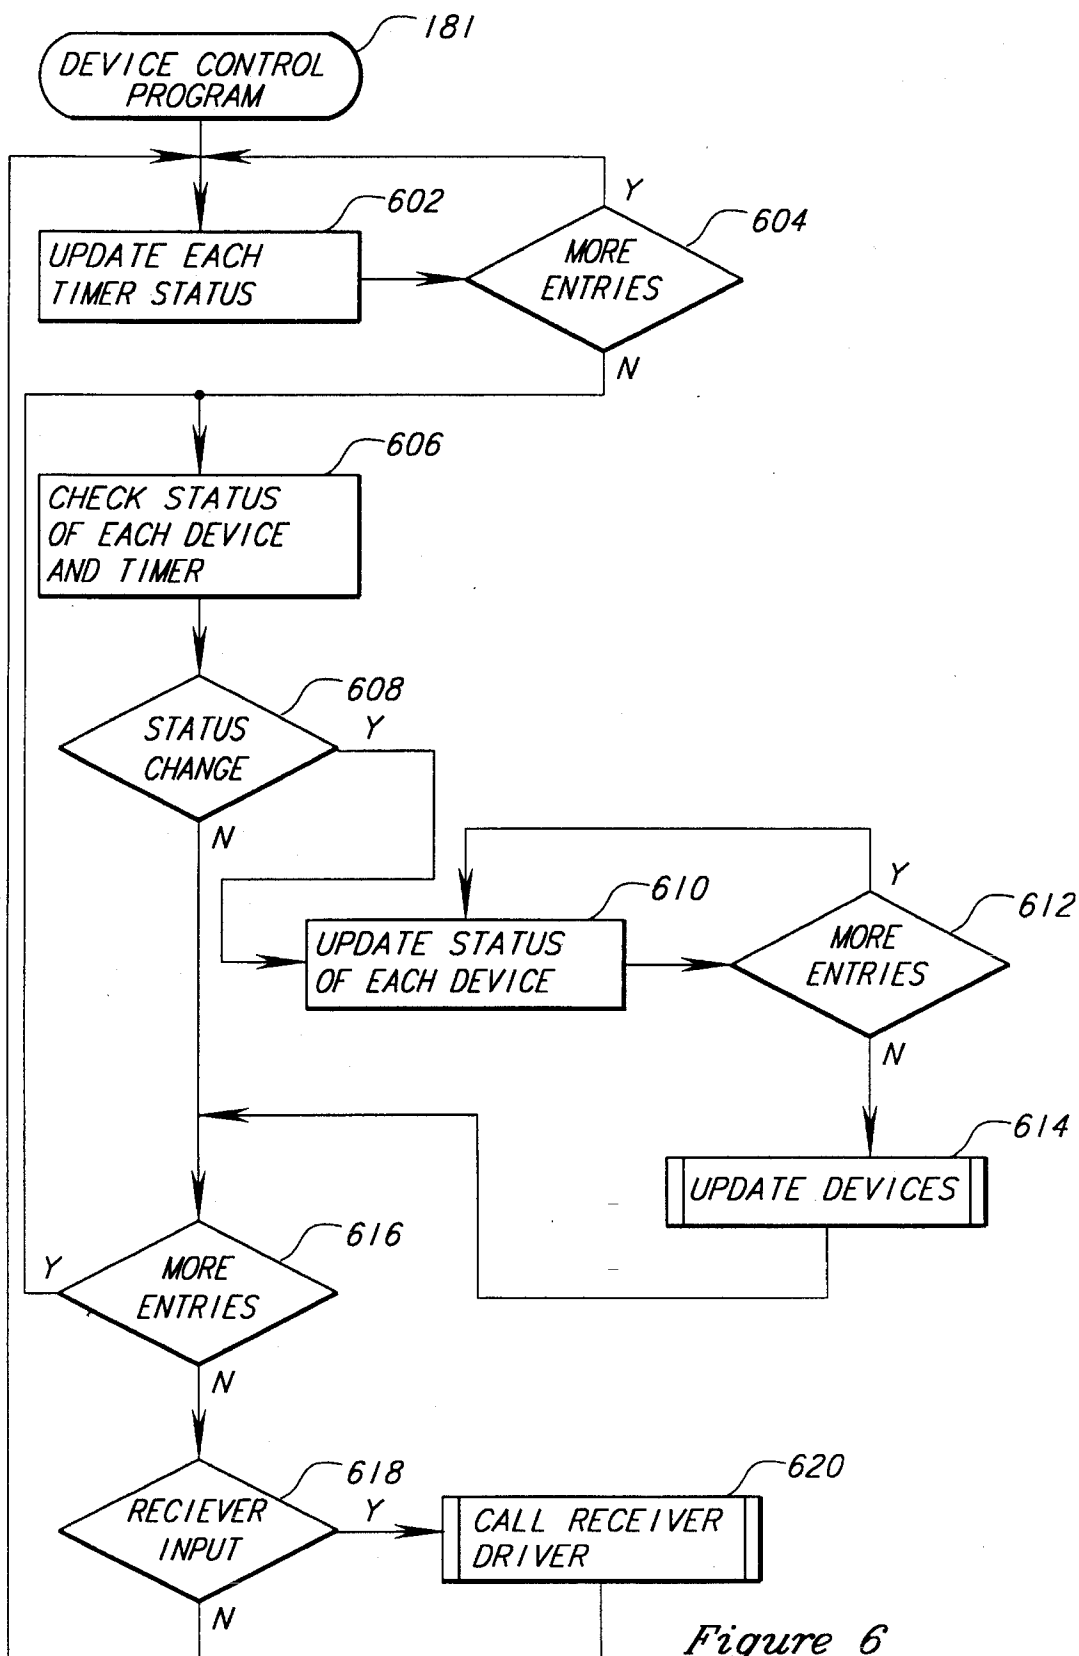 181
DEVICE CONTROL
PROGRAM
Y
602
604
UPDATE EACH
TIMER STATUS
MORE
ENTRIES
N
606
CHECK STATUS
OF EACH DEVICE
AND TIMER
608
STATUS
CHANGE
Y
N
Y
610
612
UPDATE STATUS
OF EACH DEVICE
MORE
ENTRIES
N
614
UPDATE DEVICES
616
Y
MORE
ENTRIES
N
618
620
RECIEVER
INPUT
Y
CALL RECEIVER
DRIVER
N
Figure 6